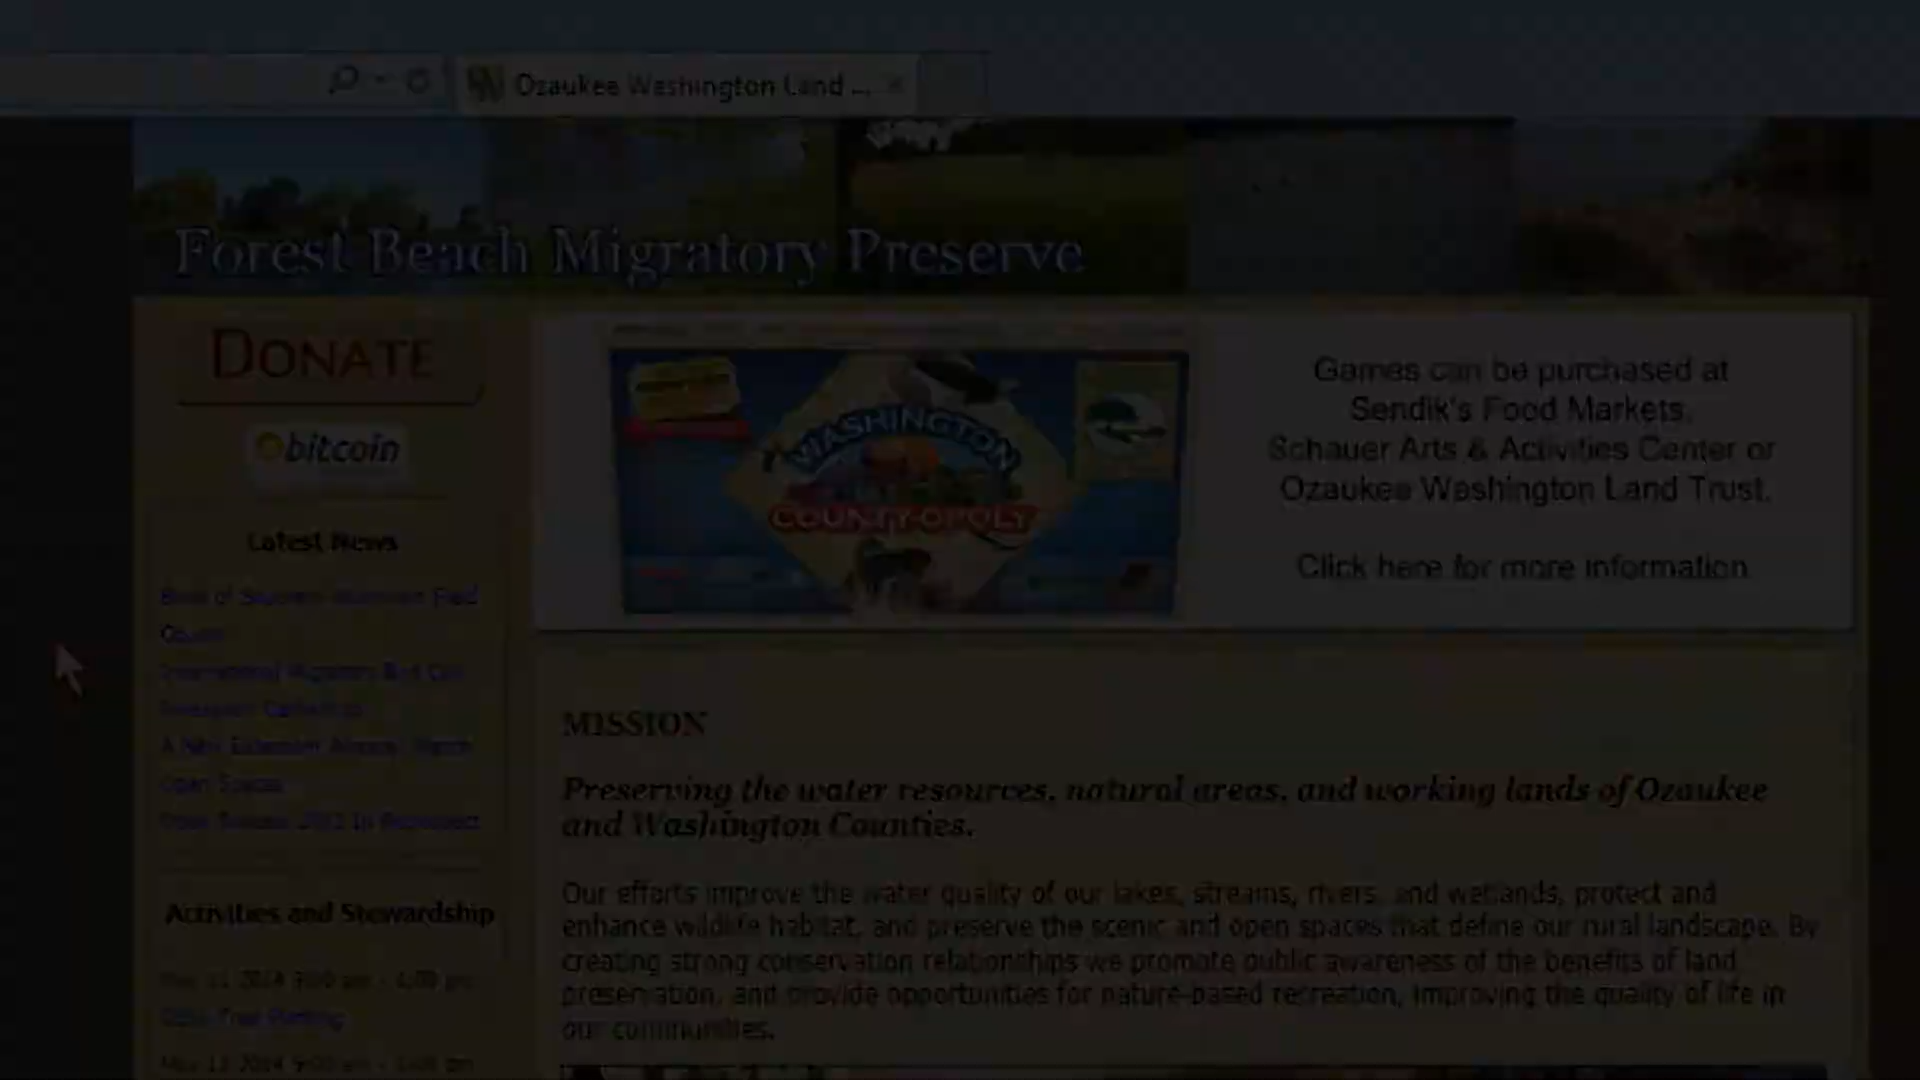 Ozaukee Washington Land ...
Forest Beach Migratory Preserve
DONATE
bitcoin
Games can be purchased at
Sendik's Food Markets,
Schauer Arts & Activities Center or
Ozaukee Washington Land Trust.
Click here for more information
WASHINGTON
COUNTY-OPOLY
Latest News
A New
Open Spaces
Activities and Stewardship
MISSION
Preserving the water resources, natural areas, and working lands of Ozaukee
and Washington Counties.
Our efforts improve the water quality of our lakes, streams, rivers, and wetlands, protect and
enhance wildlife habitat, and preserve the scenic and open spaces that define our rural landscape. By
creating strong conservation relationships we promote public awareness of the benefits of land
preservation, and provide opportunities for nature-based recreation, improving the quality of life in
our communities.